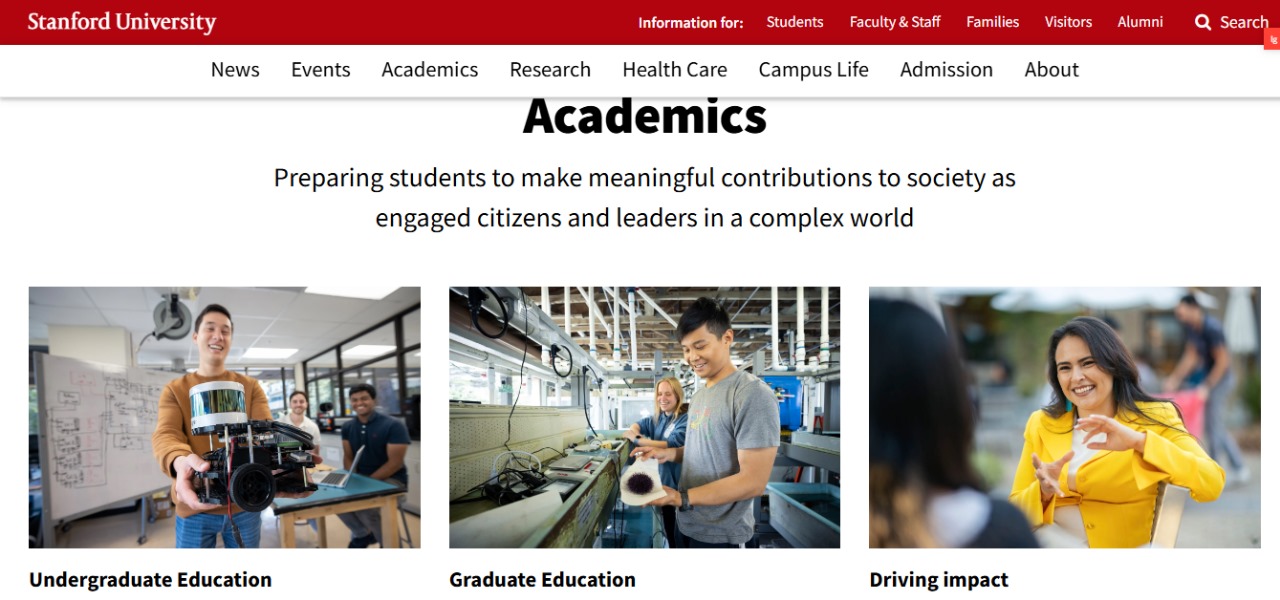 Stanford University
Information for: Students Faculty & Staff Families Visitors Alumni Search
News Events Academics Research Health Care Campus Life Admission About
Academics
Preparing students to make meaningful contributions to society as
engaged citizens and leaders in a complex world
Undergraduate Education
Graduate Education
Driving impact